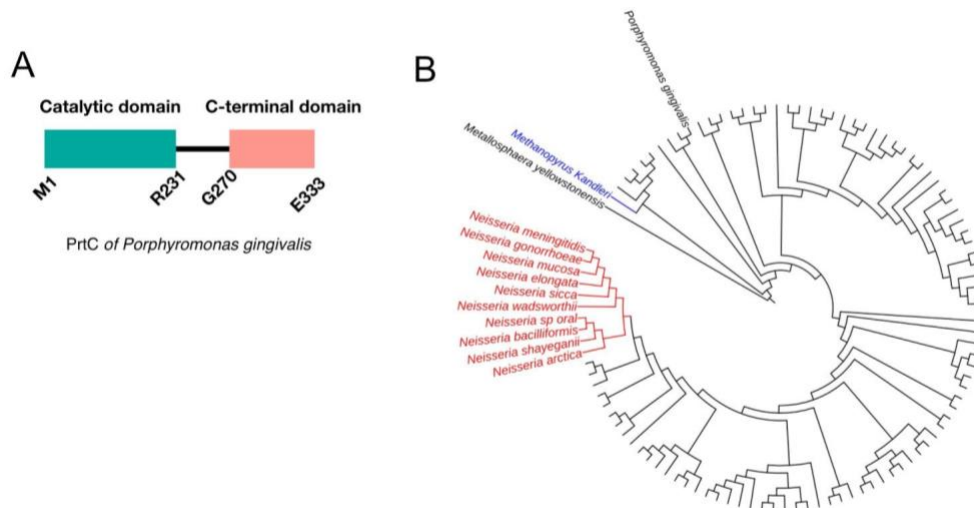 A
Catalytic domain C-terminal domain
M1 R231 G270 E333
PrtC of Porphyromonas gingivalis
B
Porphyromonas gingivalis
Methanopyrus Kandleri
Metallosphaera yellowstonensis
Neisseria meningitidis
Neisseria gonorrhoeae
Neisseria mucosa
Neisseria elongata
Neisseria sicca
Neisseria wadsworthii
Neisseria sp oral
Neisseria bacilliformis
Neisseria shayeganii
Neisseria arctica